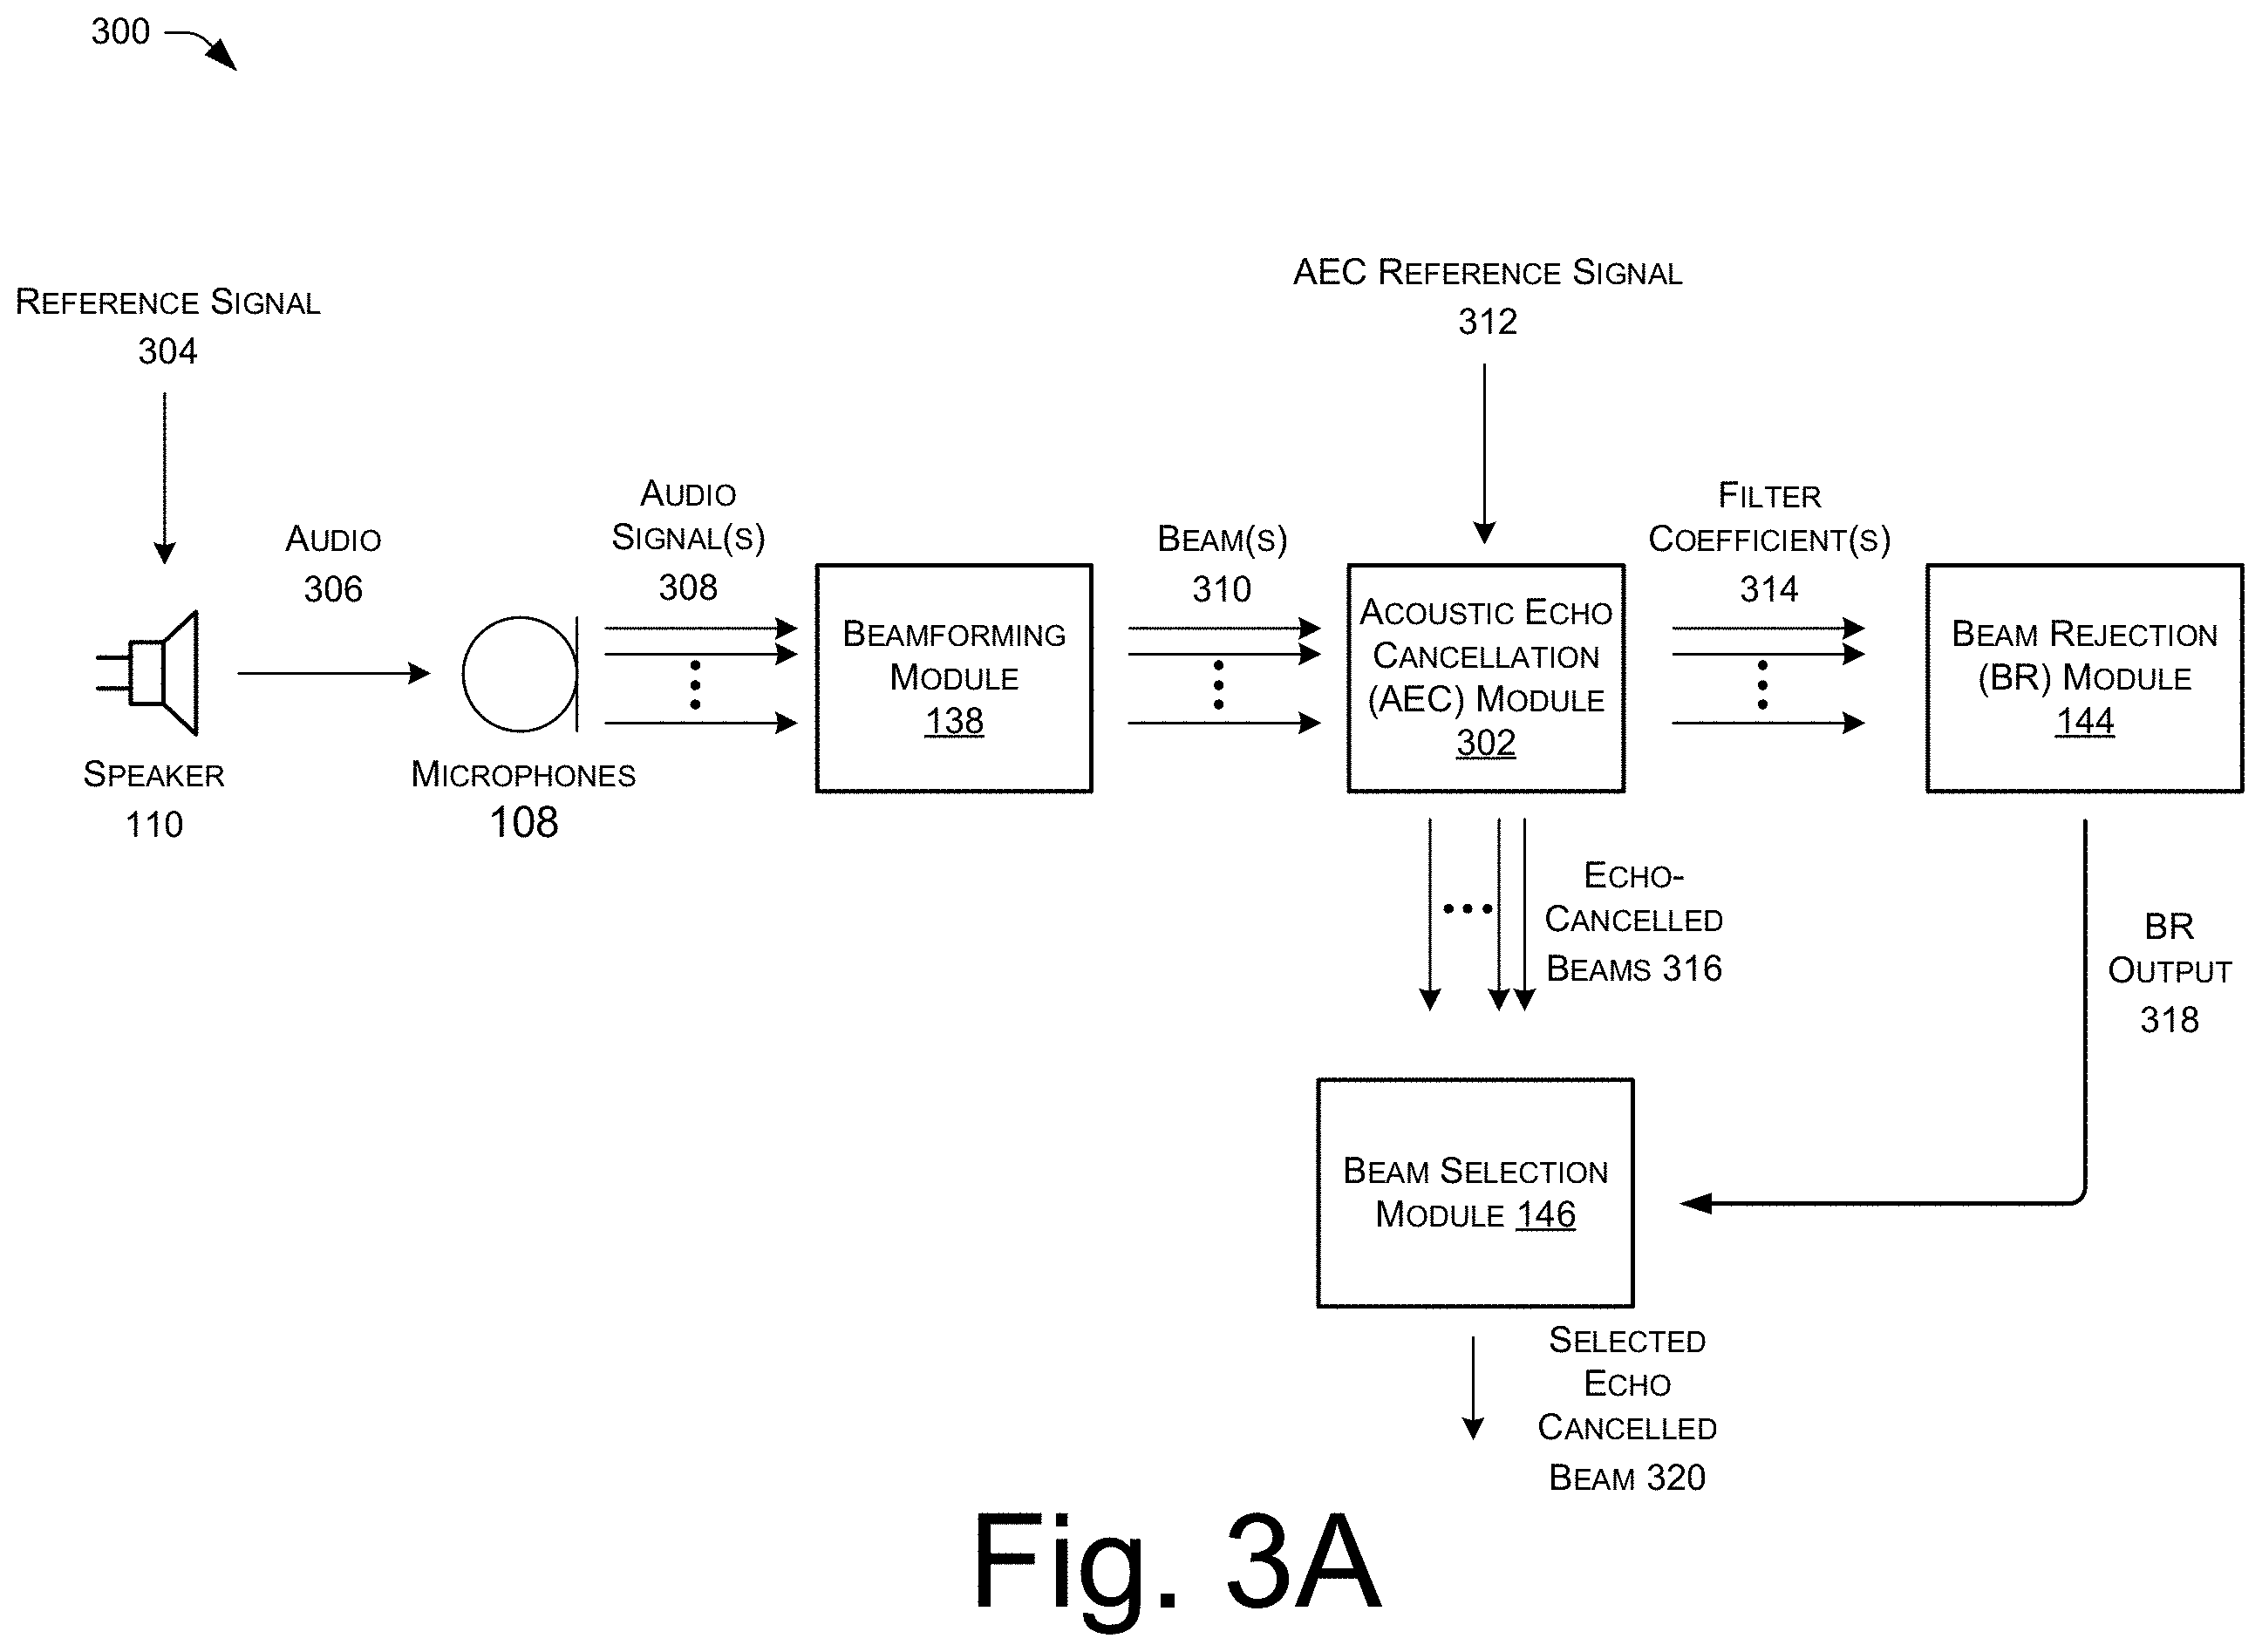 300
REFERENCE SIGNAL
304
AEC REFERENCE SIGNAL
312
AUDIO
306
AUDIO
SIGNAL(S)
308
BEAM(S)
310
FILTER
COEFFICIENT(S)
314
SPEAKER
110
MICROPHONES
108
BEAMFORMING
MODULE
138
ACOUSTIC ECHO
CANCELLATION
(AEC) MODULE
302
BEAM REJECTION
(BR) MODULE
144
ECHO-
CANCELLED
BEAMS 316
BR
OUTPUT
318
BEAM SELECTION
MODULE 146
SELECTED
ECHO
CANCELLED
BEAM 320
Fig. 3A